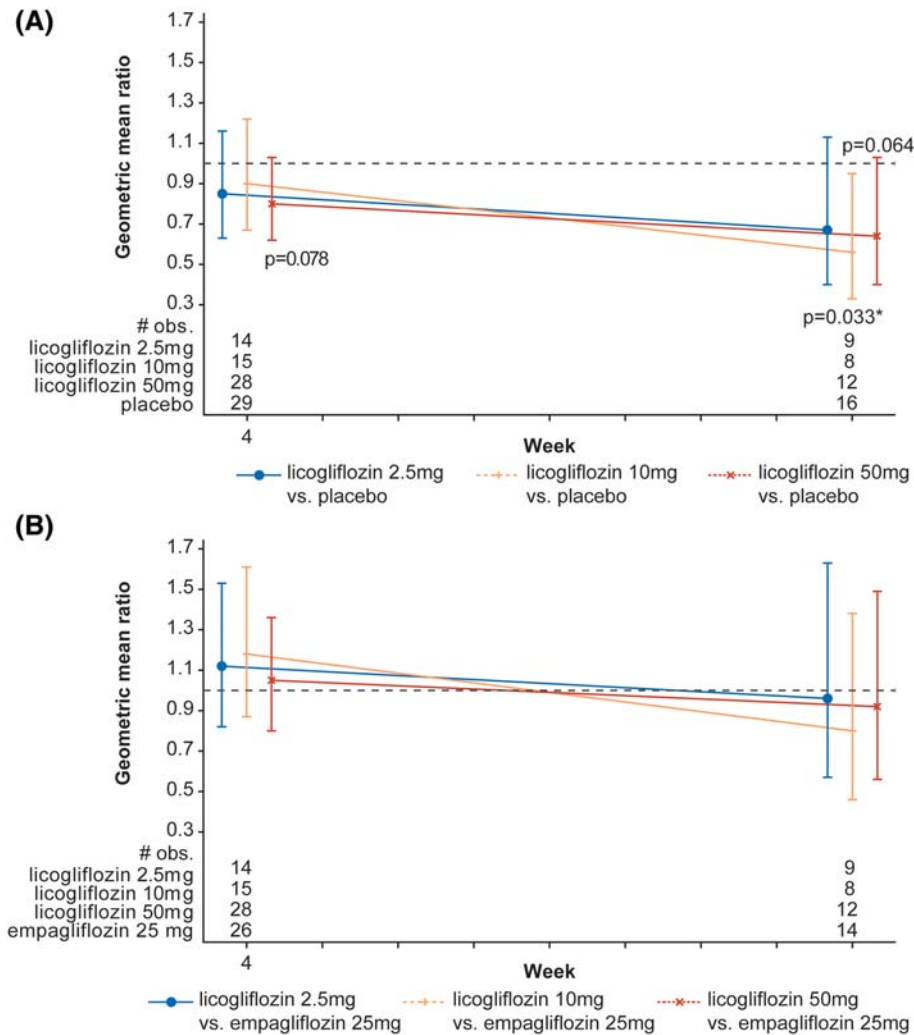 (A)
1.7
1.5
1.3
1.1
0.9
0.7
0.5
0.3
Geometric mean ratio
p=0.064
p=0.078
p=0.033*
# obs.
licogliflozin 2.5mg 14 9
licogliflozin 10mg 15 8
licogliflozin 50mg 28 12
placebo 29 16
4
Week
licogliflozin 2.5mg licogliflozin 10mg licogliflozin 50mg
vs. placebo vs. placebo vs. placebo
(B)
1.7
1.5
1.3
1.1
0.9
0.7
0.5
0.3
Geometric mean ratio
# obs.
licogliflozin 2.5mg 14 9
licogliflozin 10mg 15 8
licogliflozin 50mg 28 12
empagliflozin 25 mg 26 14
4
Week
licogliflozin 2.5mg licogliflozin 10mg licogliflozin 50mg
vs. empagliflozin 25mg vs. empagliflozin 25mg vs. empagliflozin 25mg